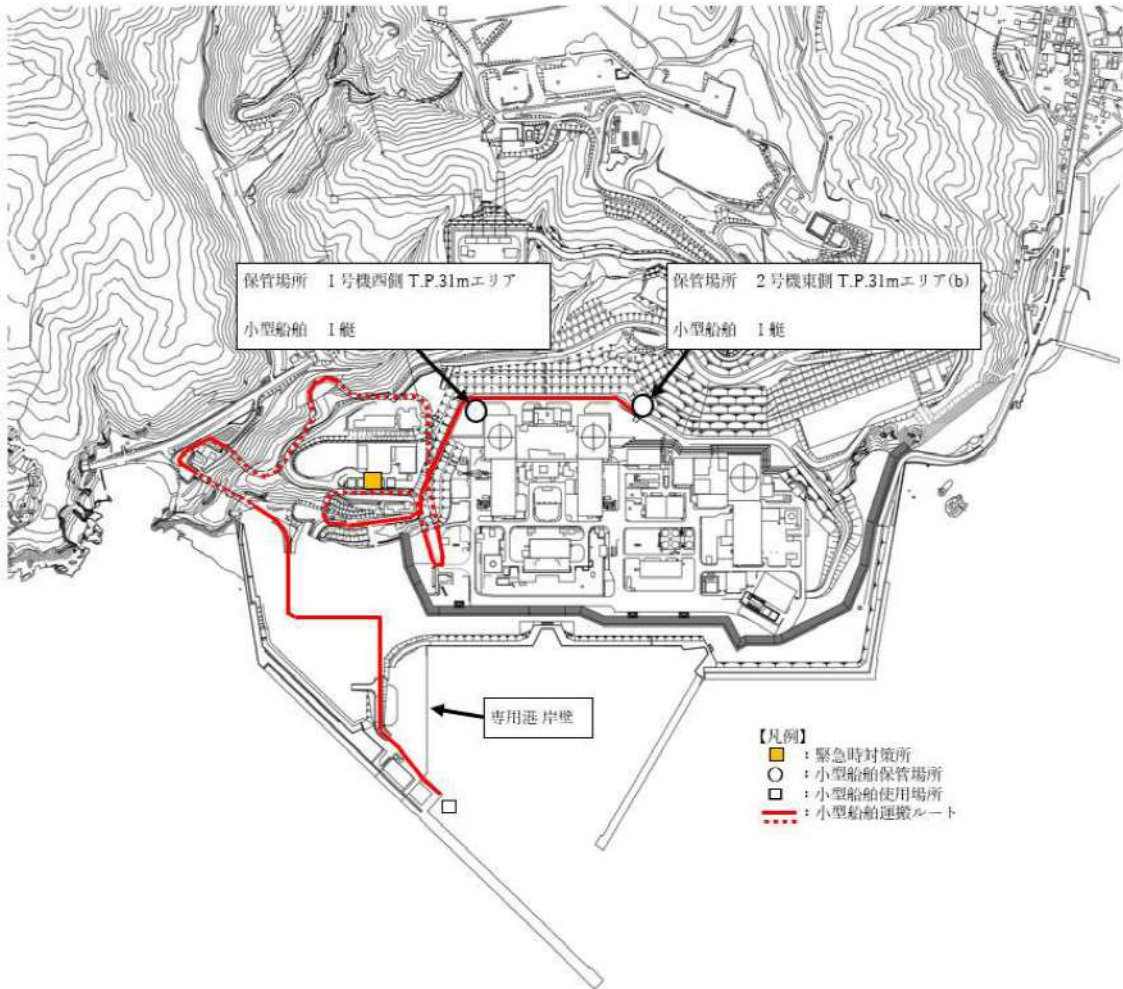 保管場所 1号機西側 T.P.31mエリア
小型船舶 1艇
保管場所 2号機東側 T.P.31mエリア(b)
小型船舶 1艇
専用港 岸壁
【凡例】
：緊急時対策所
：小型船舶保管場所
：小型船舶使用場所
：小型船舶運搬ルート